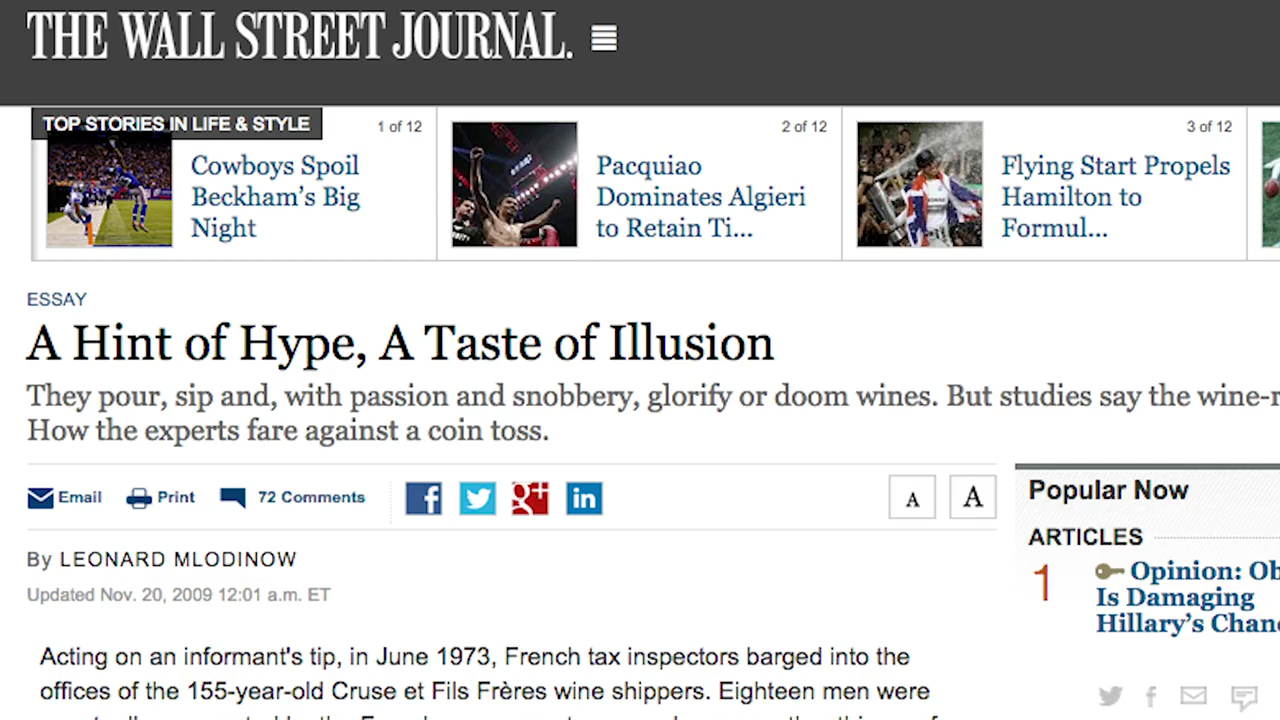 THE WALL STREET JOURNAL.
TOP STORIES IN LIFE & STYLE
1 of 12
Cowboys Spoil
Beckham's Big
Night
2 of 12
Pacquiao
Dominates Algieri
to Retain Ti...
3 of 12
Flying Start Propels
Hamilton to
Formul...
ESSAY
A Hint of Hype, A Taste of Illusion
They pour, sip and, with passion and snobbery, glorify or doom wines. But studies say the wine-r
How the experts fare against a coin toss.
Email
Print
72 Comments
A
A
By LEONARD MLODINOW
Updated Nov. 20, 2009 12:01 a.m. ET
Acting on an informant's tip, in June 1973, French tax inspectors barged into the
offices of the 155-year-old Cruse et Fils Frères wine shippers. Eighteen men were
Popular Now
ARTICLES
1
Opinion: Ob
Is Damaging
Hillary's Chanc